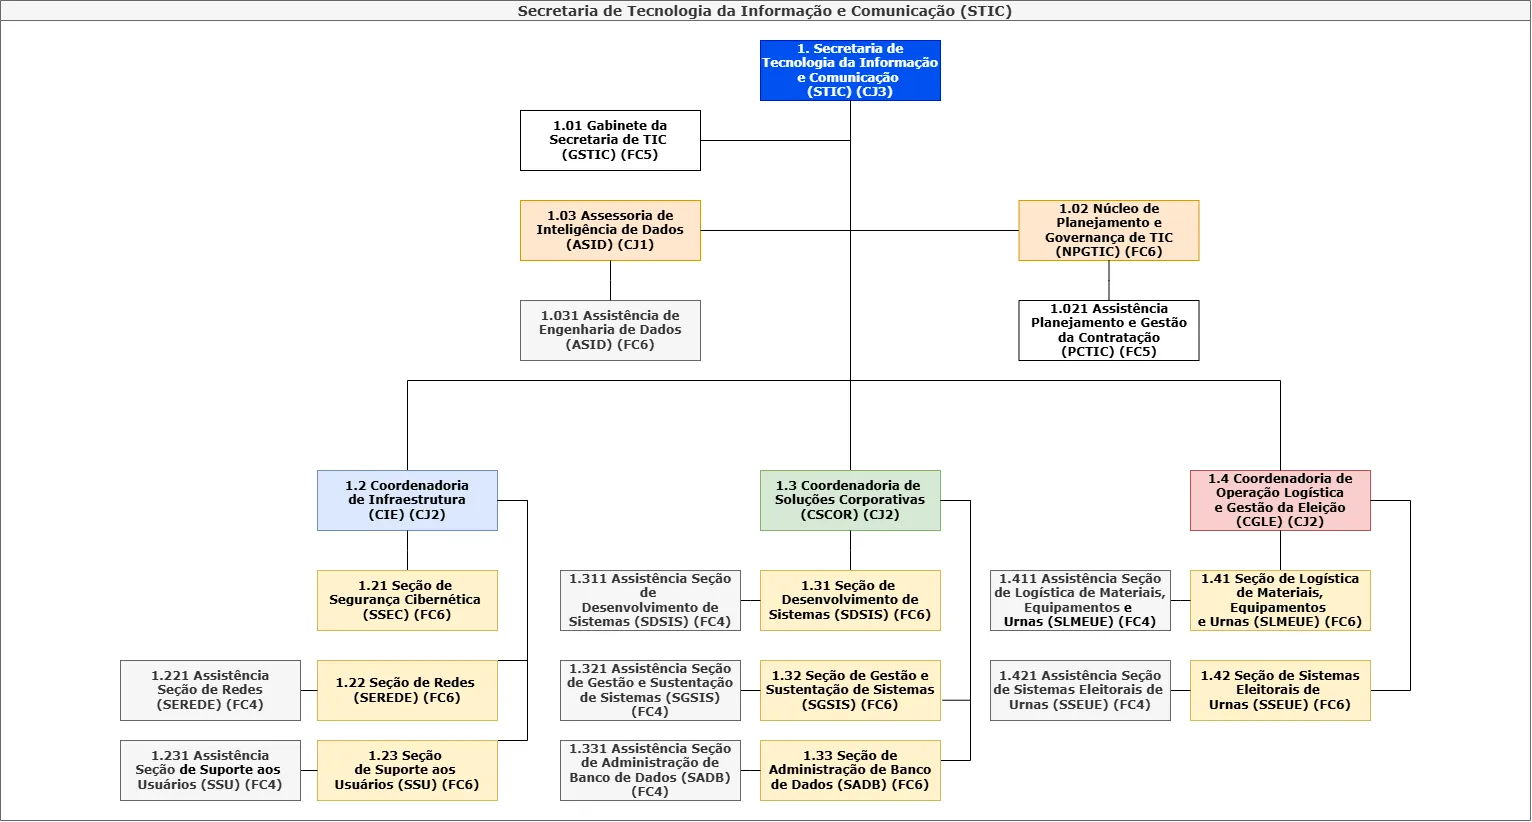 Secretaria de Tecnologia da Informação e Comunicação (STIC)
1. Secretaria de
Tecnologia da Informação
e Comunicação
(STIC) (CJ3)
1.01 Gabinete da
Secretaria de TIC
(GSTIC) (FC5)
1.03 Assessoria de
Inteligência de Dados
(ASID) (CJ1)
1.02 Núcleo de
Planejamento e
Governança de TIC
(NPGTIC) (FC6)
1.031 Assistência de
Engenharia de Dados
(ASID) (FC6)
1.021 Assistência
Planejamento e Gestão
da Contratação
(PCTIC) (FC5)
1.2 Coordenadoria
de Infraestrutura
(CIE) (CJ2)
1.3 Coordenadoria de
Soluções Corporativas
(CSCOR) (CJ2)
1.4 Coordenadoria de
Operação Logística
e Gestão da Eleição
(CGLE) (CJ2)
1.21 Seção de
Segurança Cibernética
(SSEC) (FC6)
1.311 Assistência Seção
de
Desenvolvimento de
Sistemas (SDSIS) (FC4)
1.31 Seção de
Desenvolvimento de
Sistemas (SDSIS) (FC6)
1.411 Assistência Seção
de Logística de Materiais,
Equipamentos e
Urnas (SLMEUE) (FC4)
1.41 Seção de Logística
de Materiais,
Equipamentos
e Urnas (SLMEUE) (FC6)
1.221 Assistência
Seção de Redes
(SEREDE) (FC4)
1.22 Seção de Redes
(SEREDE) (FC6)
1.321 Assistência Seção
de Gestão e Sustentação
de Sistemas (SGSIS)
(FC4)
1.32 Seção de Gestão e
Sustentação de Sistemas
(SGSIS) (FC6)
1.421 Assistência Seção
de Sistemas Eleitorais de
Urnas (SSEUE) (FC4)
1.42 Seção de Sistemas
Eleitorais de
Urnas (SSEUE) (FC6)
1.231 Assistência
Seção de Suporte aos
Usuários (SSU) (FC4)
1.23 Seção
de Suporte aos
Usuários (SSU) (FC6)
1.331 Assistência Seção
de Administração de
Banco de Dados (SADB)
(FC4)
1.33 Seção de
Administração de Banco
de Dados (SADB) (FC6)